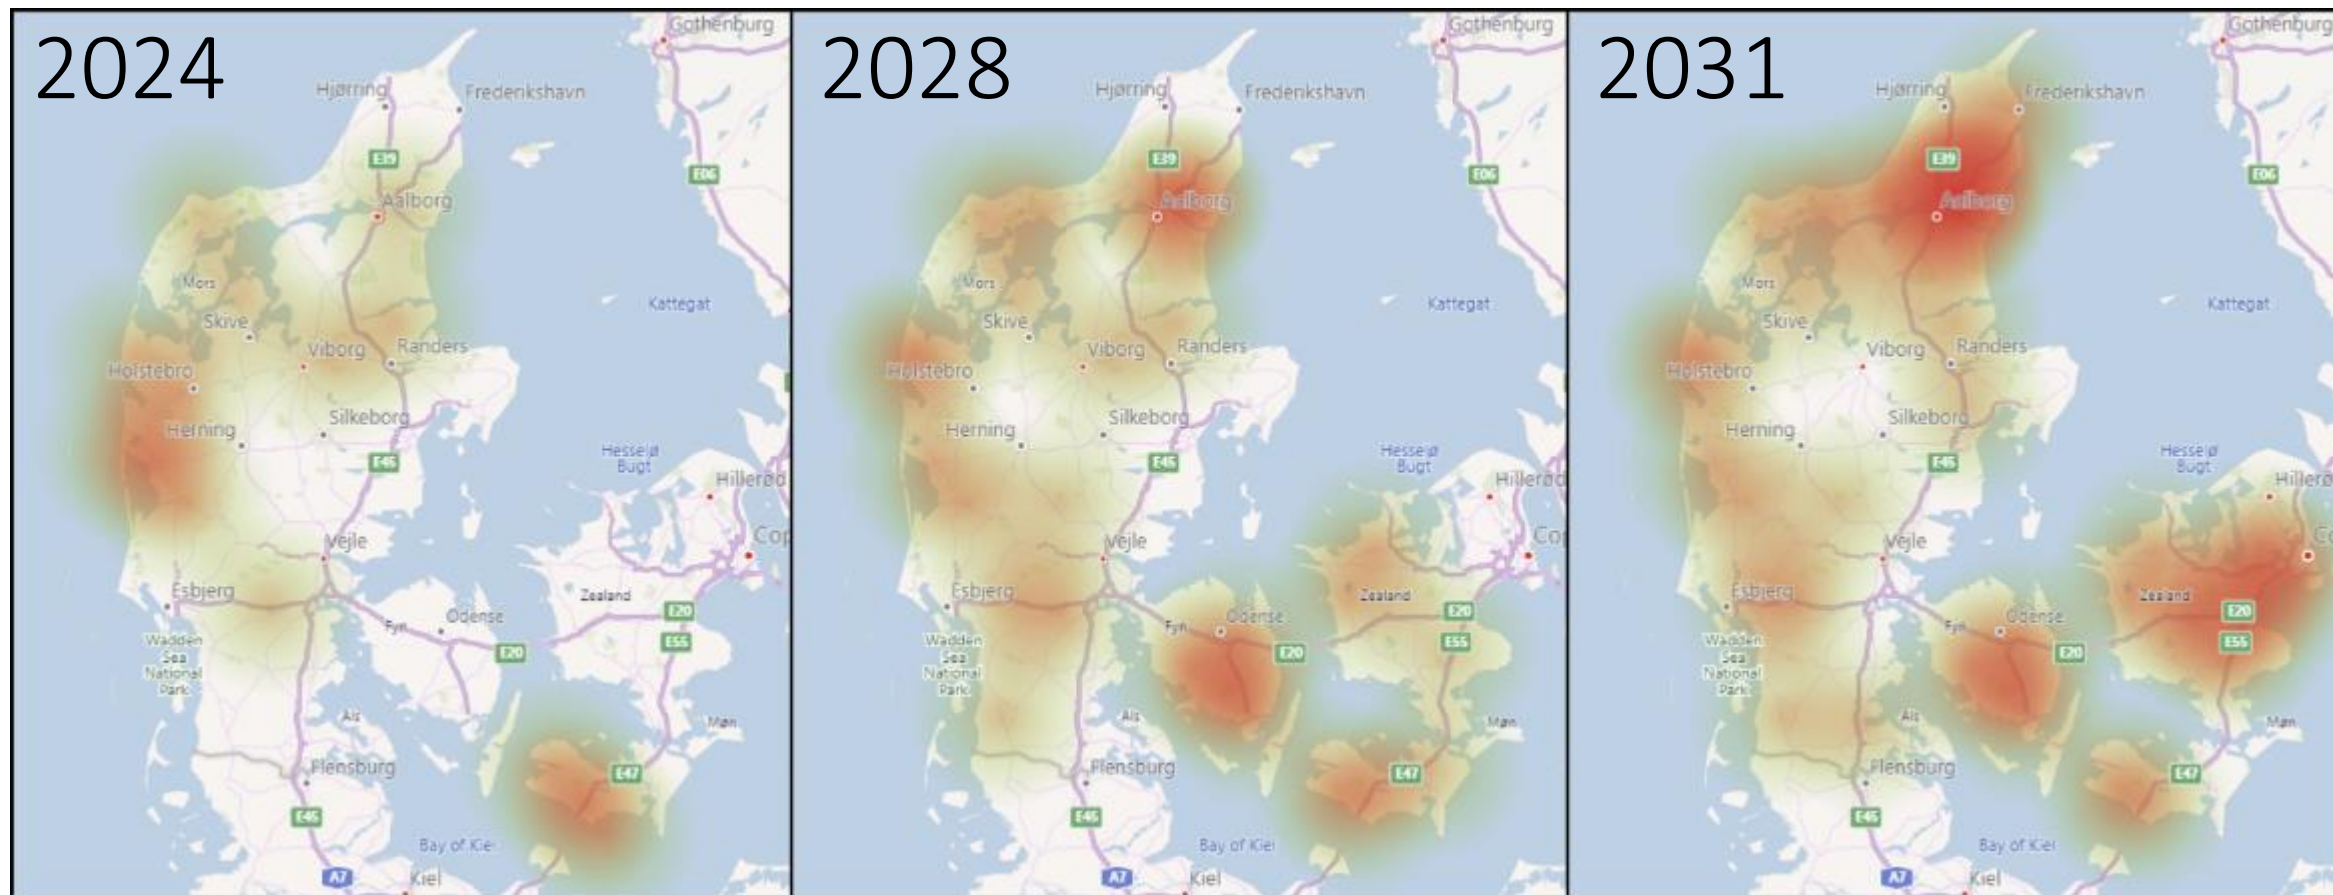 2024
Gothenburg
Hjørring
Frederikshavn
E39
E06
Aalborg
Mors
Kattegat
Skive
Viborg
Randers
Holstebro
Silkeborg
Herning
Hesselø
Bugt
E45
Hillerød
Vejle
Cop
Esbjerg
Zealand
Odense
Fyn
E20
E20
E55
Wadden
Sea
National
Park
Als
Møn
Flensburg
E47
E45
Bay of Kiel
A7
Kiel
2028
Gothenburg
Hjørring
Frederikshavn
E39
E06
Aalborg
Mors
Kattegat
Skive
Viborg
Randers
Holstebro
Silkeborg
Herning
Hesselø
Bugt
E45
Hillerød
Vejle
Co
Esbjerg
Zealand
Odense
Fyn
E20
E20
E55
Wadden
Sea
National
Park
Als
Møn
Flensburg
E47
E45
Bay of Kiel
A7
Kiel
2031
Gothenburg
Hjørring
Frederikshavn
E39
E06
Aalborg
Mors
Kattegat
Skive
Viborg
Randers
Holstebro
Silkeborg
Herning
Hesselø
Bugt
E45
Hillerø
Vejle
C
Esbjerg
Zealand
Odense
Fyn
E20
E20
E55
Wadden
Sea
National
Park
Als
Møn
Flensburg
E47
E45
Bay of Kiel
A7
Kiel